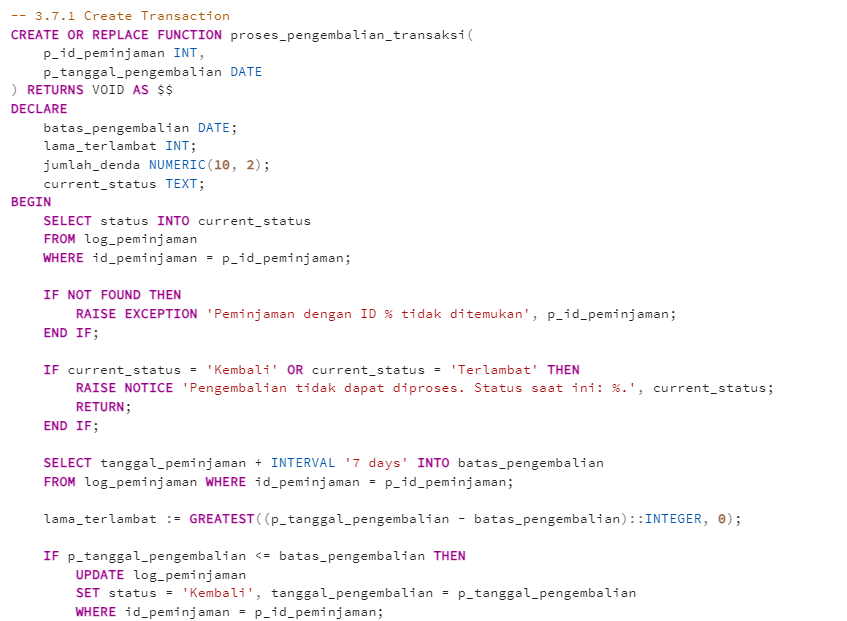 -- 3.7.1 Create Transaction
CREATE OR REPLACE FUNCTION proses_pengembalian_transaksi(
    p_id_peminjaman INT,
    p_tanggal_pengembalian DATE
) RETURNS VOID AS $$
DECLARE
    batas_pengembalian DATE;
    lama_terlambat INT;
    jumlah_denda NUMERIC(10, 2);
    current_status TEXT;
BEGIN
    SELECT status INTO current_status
    FROM log_peminjaman
    WHERE id_peminjaman = p_id_peminjaman;

    IF NOT FOUND THEN
        RAISE EXCEPTION 'Peminjaman dengan ID % tidak ditemukan', p_id_peminjaman;
    END IF;

    IF current_status = 'Kembali' OR current_status = 'Terlambat' THEN
        RAISE NOTICE 'Pengembalian tidak dapat diproses. Status saat ini: %.', current_status;
        RETURN;
    END IF;

    SELECT tanggal_peminjaman + INTERVAL '7 days' INTO batas_pengembalian
    FROM log_peminjaman WHERE id_peminjaman = p_id_peminjaman;

    lama_terlambat := GREATEST((p_tanggal_pengembalian - batas_pengembalian)::INTEGER, 0);

    IF p_tanggal_pengembalian <= batas_pengembalian THEN
        UPDATE log_peminjaman
        SET status = 'Kembali', tanggal_pengembalian = p_tanggal_pengembalian
        WHERE id_peminjaman = p_id_peminjaman;